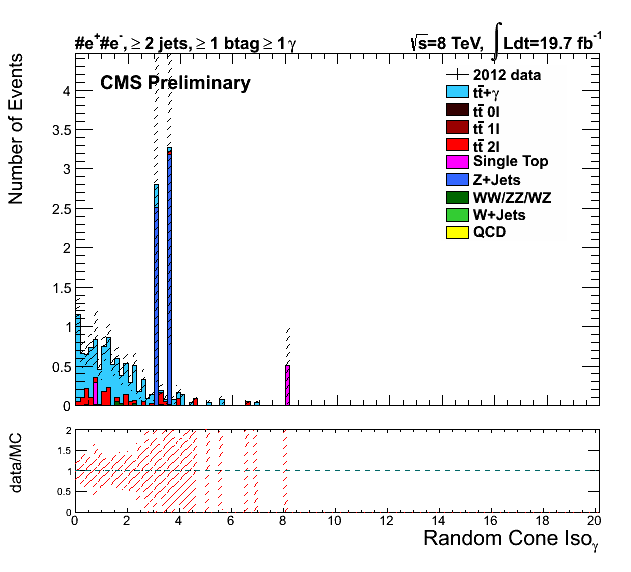 #e⁺#e⁻, ≥ 2 jets, ≥ 1 btag ≥ 1γ
√s=8 TeV, ∫Ldt=19.7 fb⁻¹
CMS Preliminary
Number of Events
4
3.5
3
2.5
2
1.5
1
0.5
0
2012 data
tt̄+γ
tt̄ 0l
tt̄ 1l
tt̄ 2l
Single Top
Z+Jets
WW/ZZ/WZ
W+Jets
QCD
data/MC
2
1.5
1
0.5
0
0 2 4 6 8 10 12 14 16 18 20
Random Cone Isoᵧ